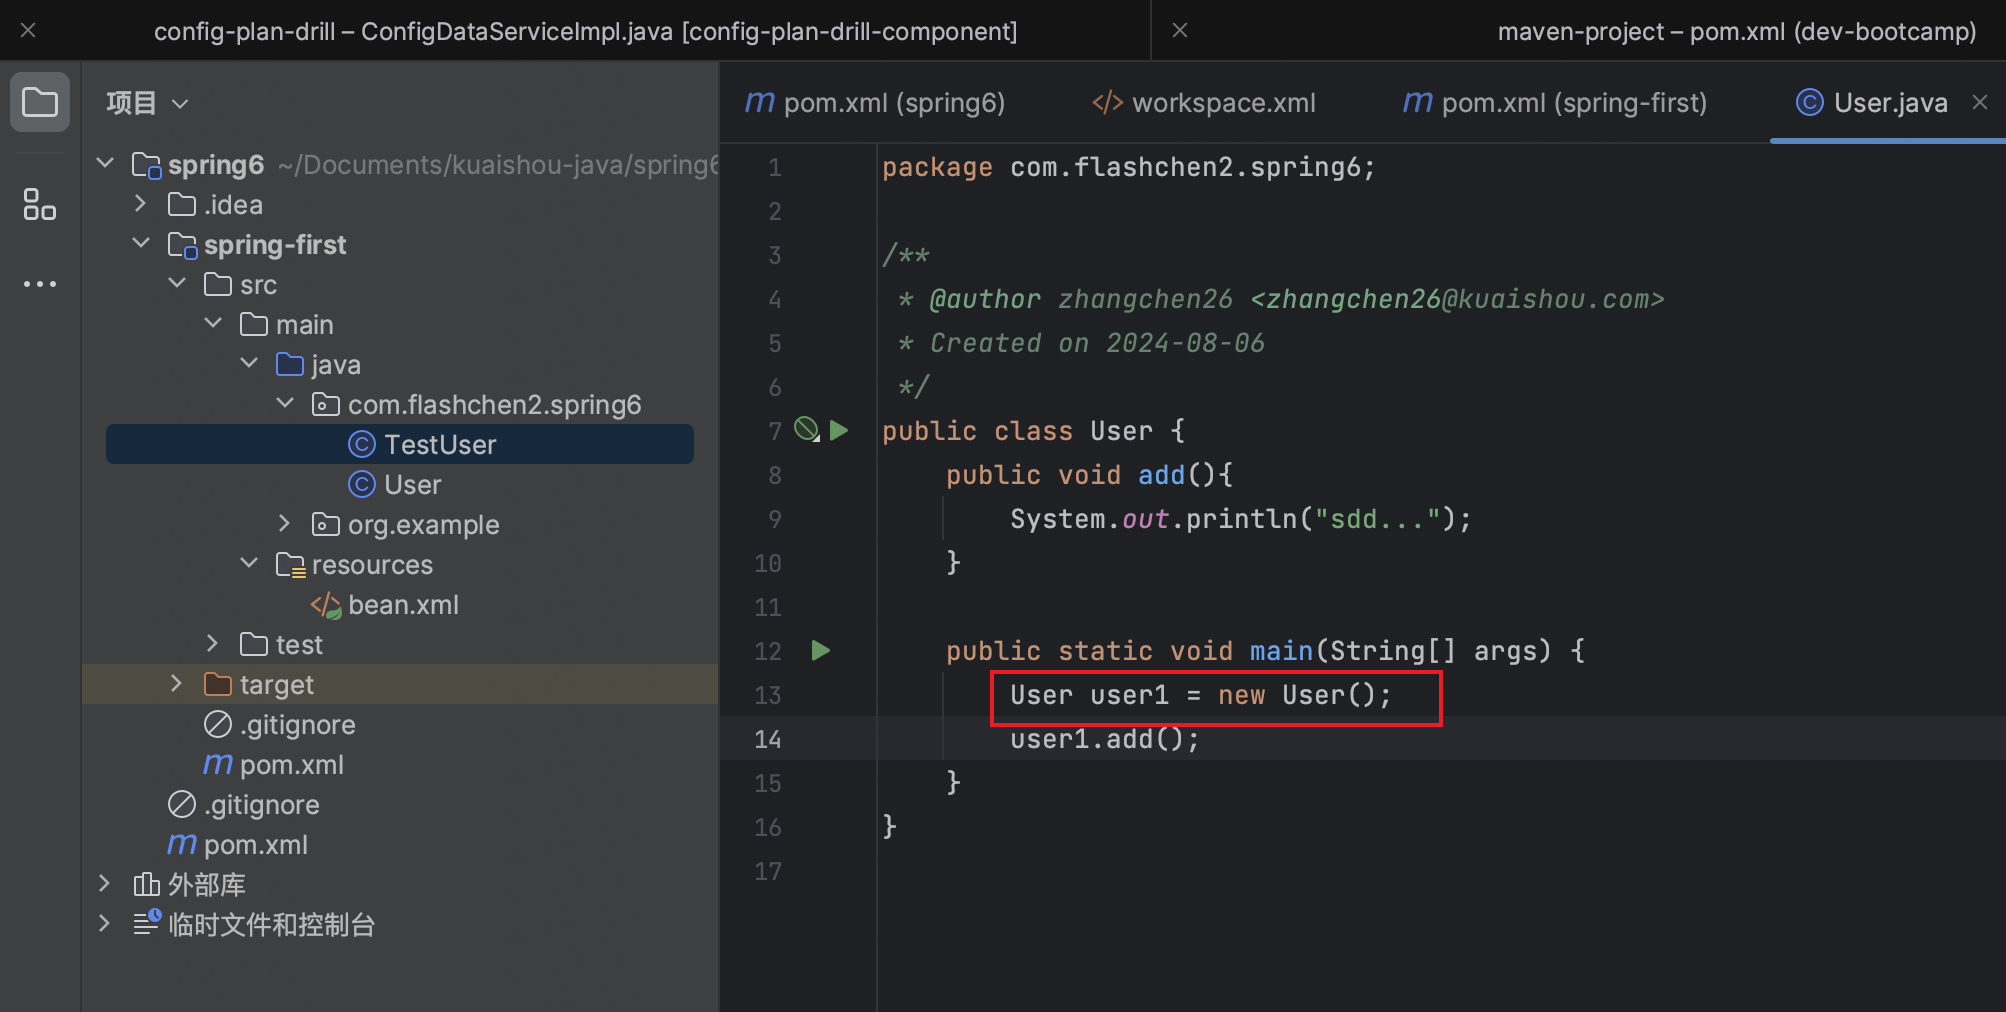 config-plan-drill – ConfigDataServiceImpl.java [config-plan-drill-component]
maven-project – pom.xml (dev-bootcamp)
项目
spring6 ~/Documents/kuaishou-java/spring6
.idea
spring-first
src
main
java
com.flashchen2.spring6
TestUser
User
org.example
resources
bean.xml
test
target
.gitignore
pom.xml
.gitignore
pom.xml
外部库
临时文件和控制台
pom.xml (spring6)
workspace.xml
pom.xml (spring-first)
User.java
1 package com.flashchen2.spring6;
2
3 /**
4 * @author zhangchen26 <zhangchen26@kuaishou.com>
5 * Created on 2024-08-06
6 */
7 public class User {
8 public void add(){
9 System.out.println("sdd...");
10 }
11
12 public static void main(String[] args) {
13 User user1 = new User();
14 user1.add();
15 }
16 }
17